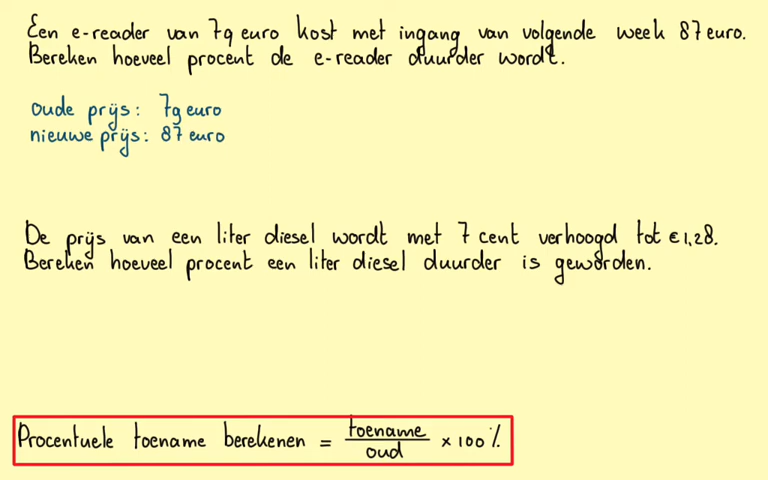 Een e-reader van 79 euro kost met ingang van volgende week 87 euro.
Bereken hoeveel procent de e-reader duurder wordt.
oude prijs: 79 euro
nieuwe prijs: 87 euro
De prijs van een liter diesel wordt met 7 cent verhoogd tot € 1,28.
Bereken hoeveel procent een liter diesel duurder is geworden.
Procentuele toename berekenen = toename / oud × 100 %